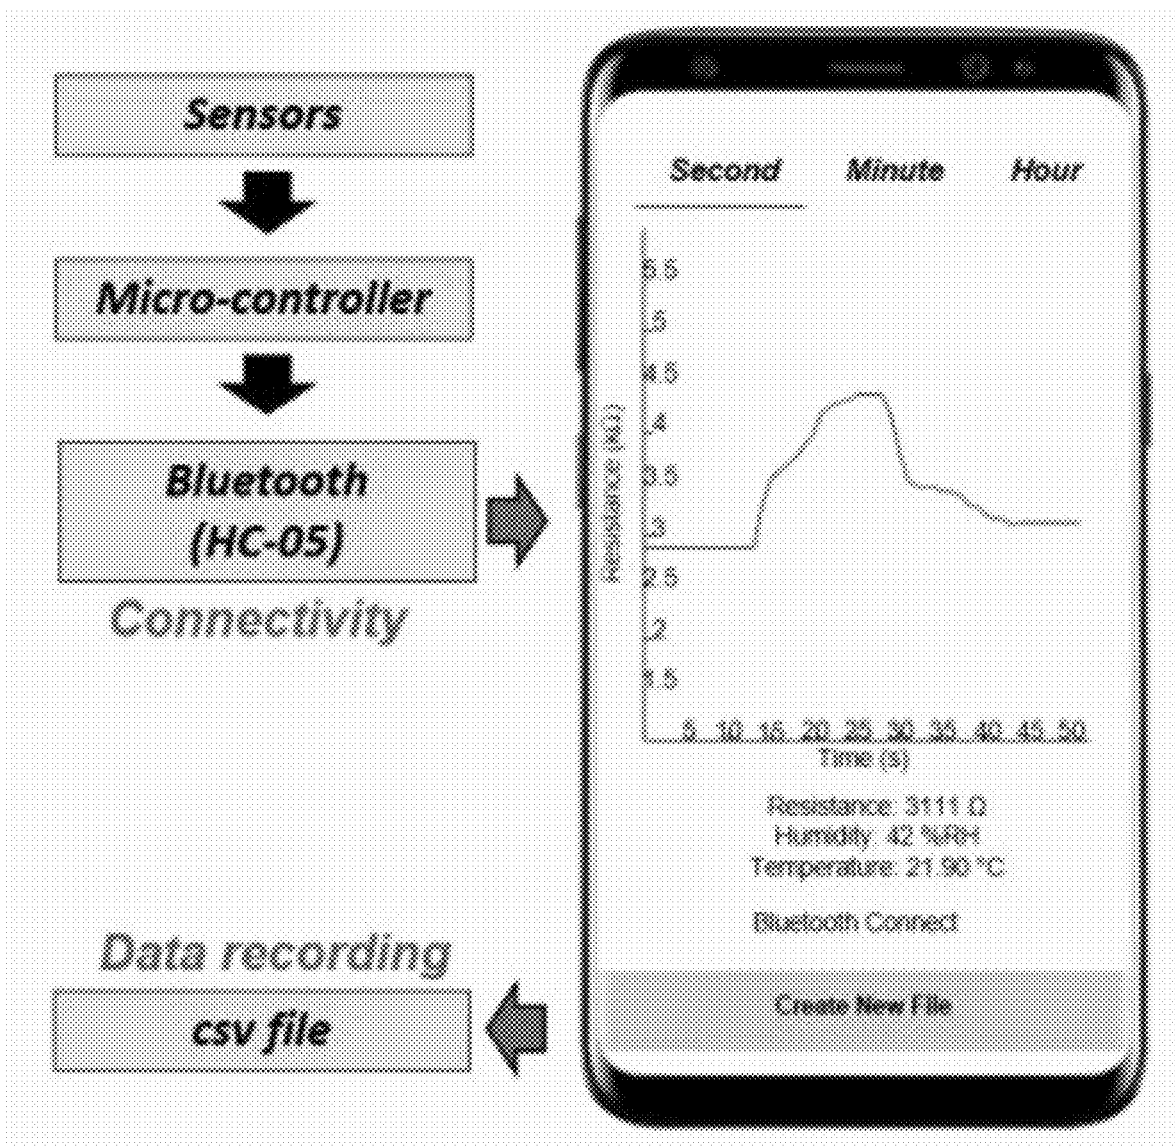 Sensors
Micro-controller
Bluetooth
(HC-05)
Connectivity
Data recording
csv file
Second Minute Hour
5.5
5
4.5
4
3.5
3
2.5
2
1.5
Resistance
5 10 15 20 25 30 35 40 45 50
Time (s)
Resistance: 3111 Ω
Humidity: 42 %RH
Temperature: 21.90 °C
Bluetooth Connect
Create New File